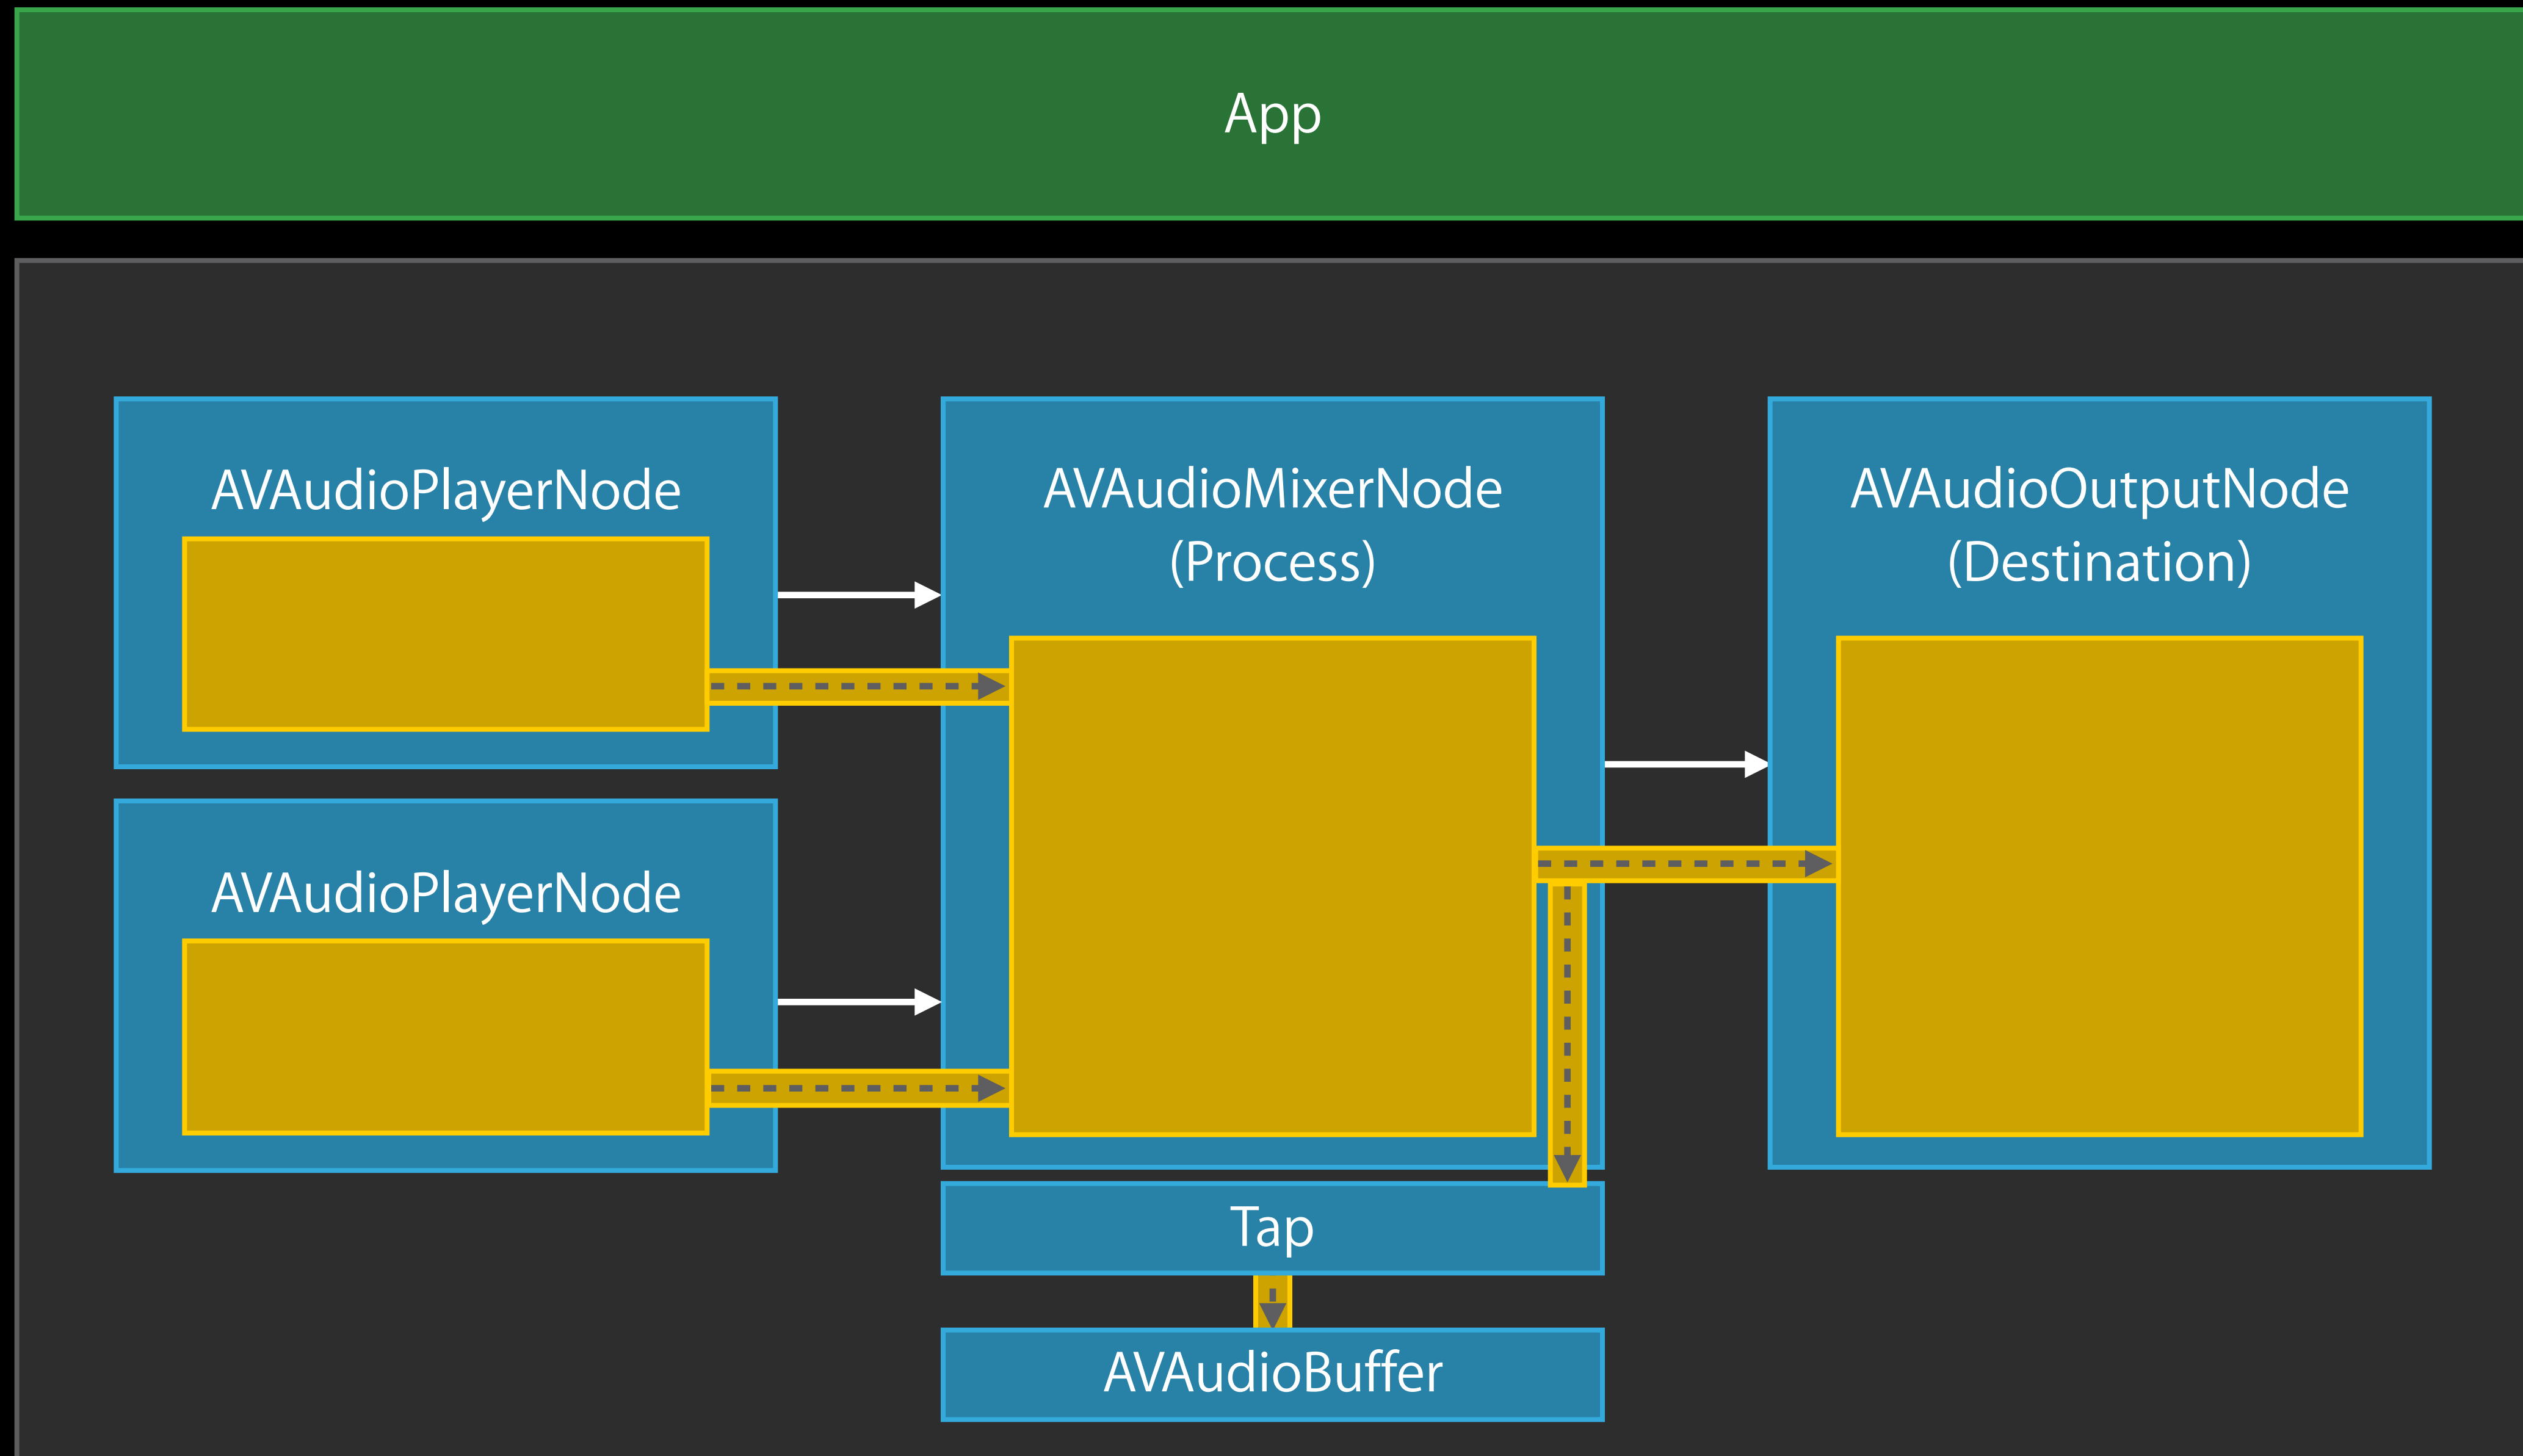 App
AVAudioPlayerNode
AVAudioMixerNode
(Process)
AVAudioOutputNode
(Destination)
AVAudioPlayerNode
Tap
AVAudioBuffer